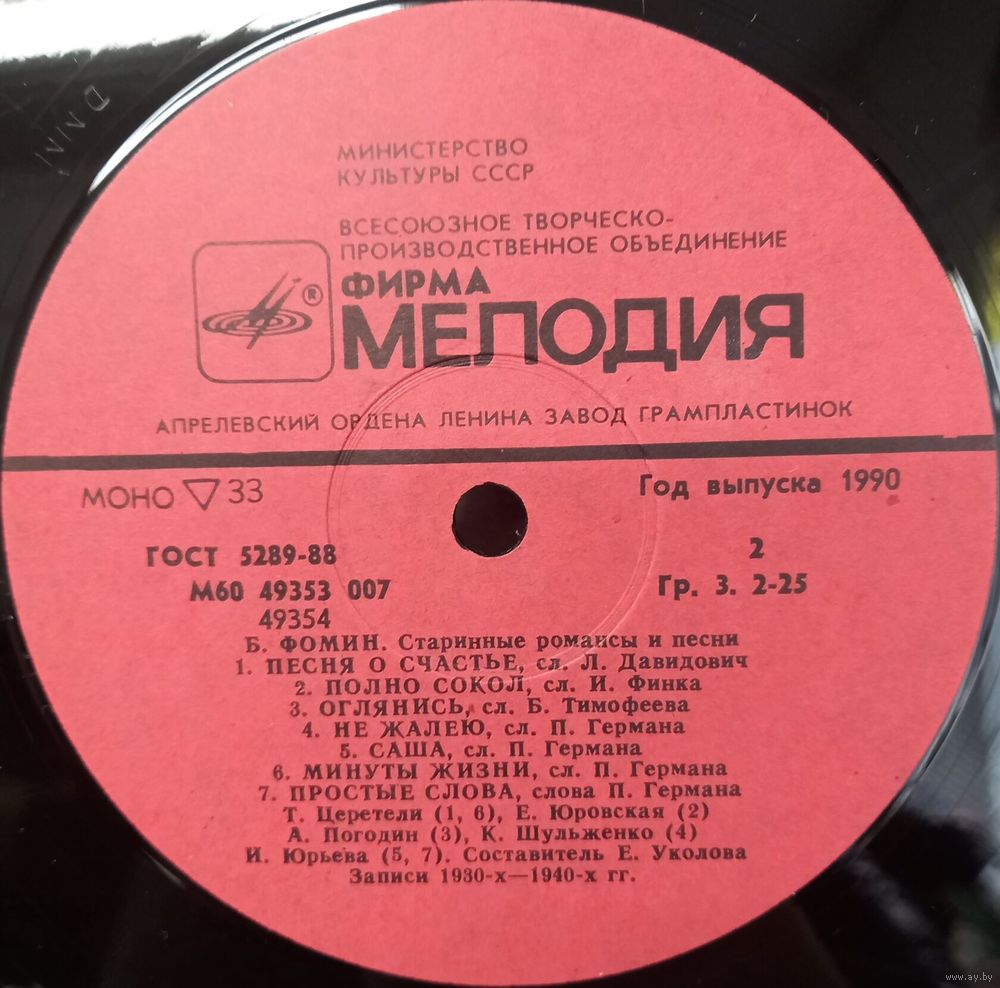 МИНИСТЕРСТВО
КУЛЬТУРЫ СССР
ВСЕСОЮЗНОЕ ТВОРЧЕСКО-
ПРОИЗВОДСТВЕННОЕ ОБЪЕДИНЕНИЕ
ФИРМА
®
МЕЛОДИЯ
АПРЕЛЕВСКИЙ ОРДЕНА ЛЕНИНА ЗАВОД ГРАМПЛАСТИНОК
МОНО ▽ 33
Год выпуска 1990
ГОСТ 5289-88
2
М60 49353 007
Гр. 3. 2-25
49354
Б. ФОМИН. Старинные романсы и песни
1. ПЕСНЯ О СЧАСТЬЕ, сл. Л. Давидович
2. ПОЛНО СОКОЛ, сл. И. Финка
3. ОГЛЯНИСЬ, сл. Б. Тимофеева
4. НЕ ЖАЛЕЮ, сл. П. Германа
5. САША, сл. П. Германа
6. МИНУТЫ ЖИЗНИ, сл. П. Германа
7. ПРОСТЫЕ СЛОВА, слова П. Германа
Т. Церетели (1, 6), Е. Юровская (2)
А. Погодин (3), К. Шульженко (4)
И. Юрьева (5, 7). Составитель Е. Уколова
Записи 1930-х—1940-х гг.
www.ay.by